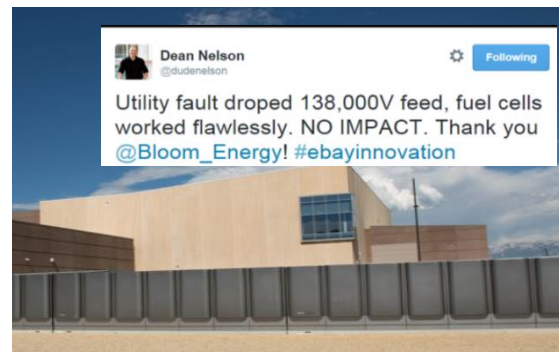 Dean Nelson
@dudenelson
Following
Utility fault droped 138,000V feed, fuel cells
worked flawlessly. NO IMPACT. Thank you
@Bloom_Energy! #ebayinnovation